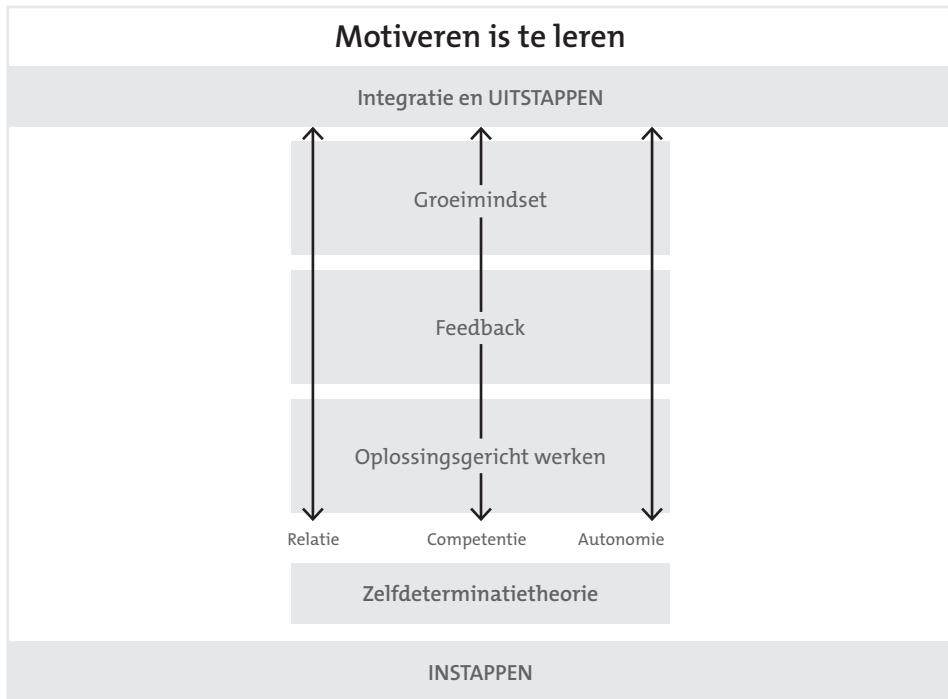 Motiveren is te leren
Integratie en UITSTAPPEN
Groeimindset
Feedback
Oplossingsgericht werken
Relatie Competentie Autonomie
Zelfdeterminatietheorie
INSTAPPEN